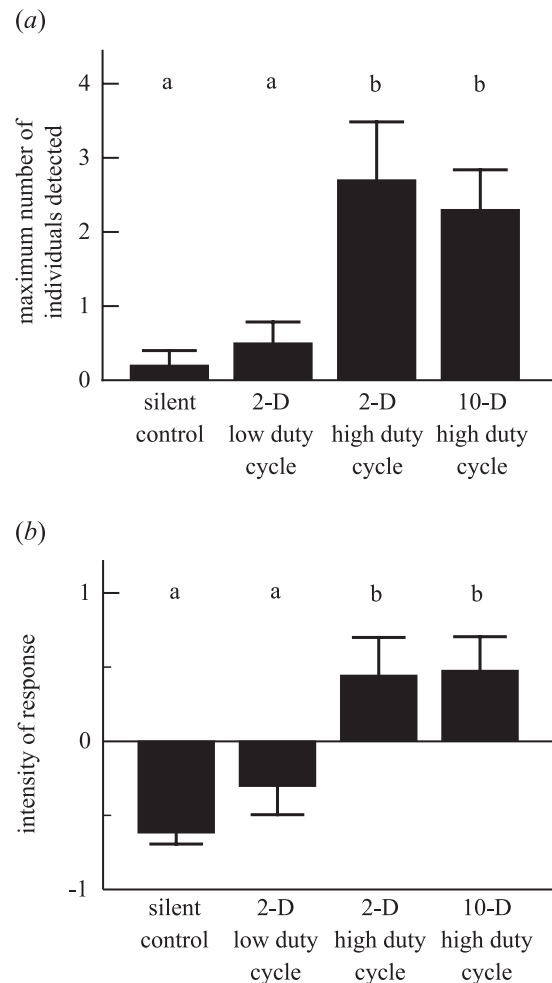 (a)
maximum number of
individuals detected
4
3
2
1
0
a a b b
silent
control
2-D
low duty
cycle
2-D
high duty
cycle
10-D
high duty
cycle
(b)
intensity of response
1
0
-1
a a b b
silent
control
2-D
low duty
cycle
2-D
high duty
cycle
10-D
high duty
cycle